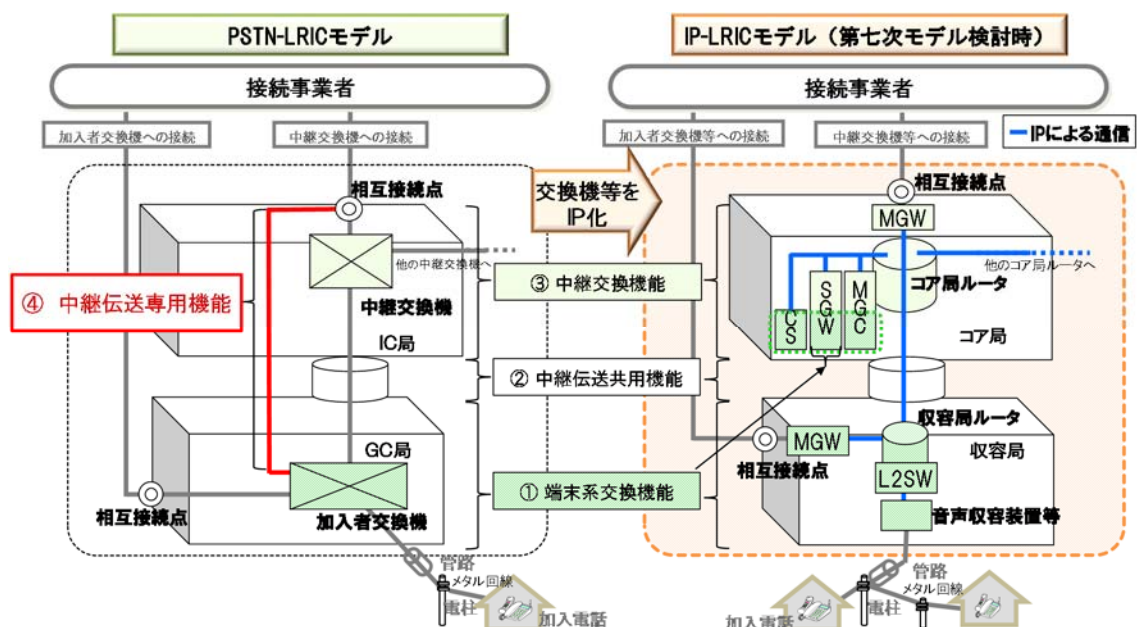 PSTN-LRICモデル
IP-LRICモデル（第七次モデル検討時）
接続事業者
接続事業者
加入者交換機への接続
中継交換機への接続
加入者交換機等への接続
中継交換機等への接続
IPによる通信
相互接続点
交換機等を
IP化
相互接続点
MGW
他の中継交換機へ
他のコア局ルータへ
③ 中継交換機能
コア局ルータ
④ 中継伝送専用機能
中継交換機
CS
SGW
MGC
IC局
コア局
② 中継伝送共用機能
収容局ルータ
GC局
MGW
収容局
相互接続点
L2SW
① 端末系交換機能
相互接続点
加入者交換機
音声収容装置等
管路
メタル回線
電柱
加入電話
管路
メタル回線
電柱
加入電話